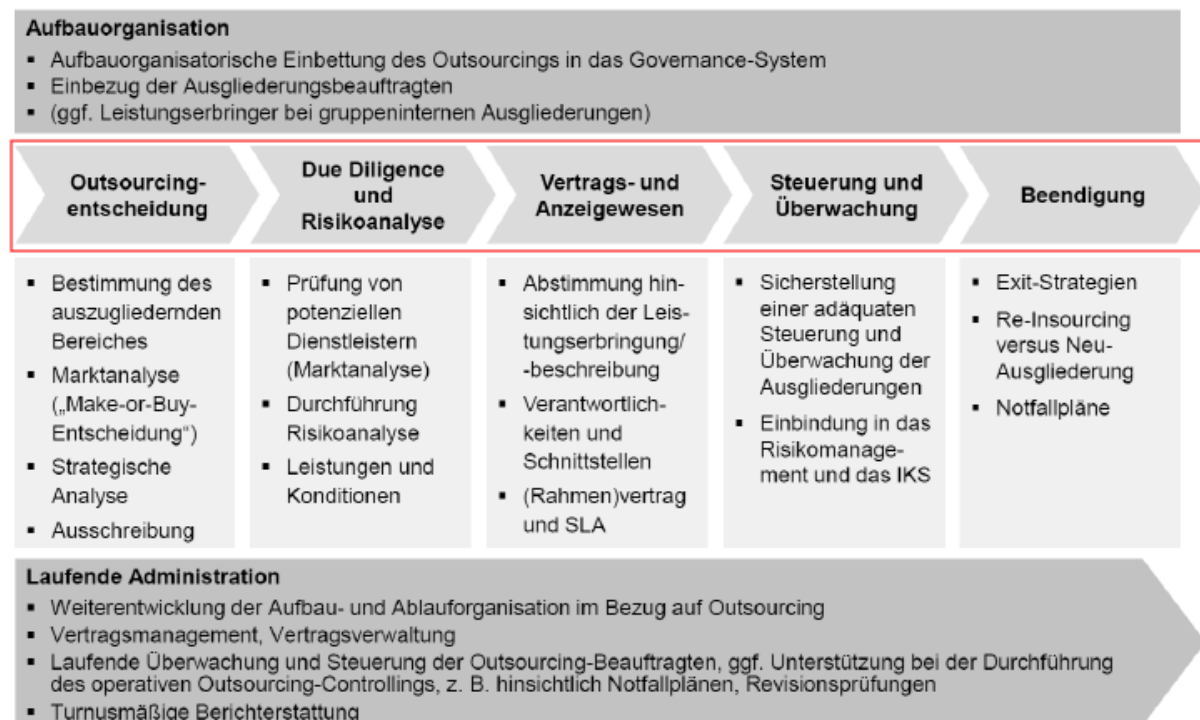 Aufbauorganisation
▪ Aufbauorganisatorische Einbettung des Outsourcings in das Governance-System
▪ Einbezug der Ausgliederungsbeauftragten
▪ (ggf. Leistungserbringer bei gruppeninternen Ausgliederungen)
Outsourcing-
entscheidung
Due Diligence
und
Risikoanalyse
Vertrags- und
Anzeigewesen
Steuerung und
Überwachung
Beendigung
▪ Bestimmung des
auszugliedernden
Bereiches
▪ Marktanalyse
(„Make-or-Buy-
Entscheidung“)
▪ Strategische
Analyse
▪ Ausschreibung
▪ Prüfung von
potenziellen
Dienstleistern
(Marktanalyse)
▪ Durchführung
Risikoanalyse
▪ Leistungen und
Konditionen
▪ Abstimmung hin-
sichtlich der Leis-
tungserbringung/
-beschreibung
▪ Verantwortlich-
keiten und
Schnittstellen
▪ (Rahmen)vertrag
und SLA
▪ Sicherstellung
einer adäquaten
Steuerung und
Überwachung der
Ausgliederungen
▪ Einbindung in das
Risikomanage-
ment und das IKS
▪ Exit-Strategien
▪ Re-Insourcing
versus Neu-
Ausgliederung
▪ Notfallpläne
Laufende Administration
▪ Weiterentwicklung der Aufbau- und Ablauforganisation im Bezug auf Outsourcing
▪ Vertragsmanagement, Vertragsverwaltung
▪ Laufende Überwachung und Steuerung der Outsourcing-Beauftragten, ggf. Unterstützung bei der Durchführung
des operativen Outsourcing-Controllings, z. B. hinsichtlich Notfallplänen, Revisionsprüfungen
▪ Turnusmäßige Berichterstattung